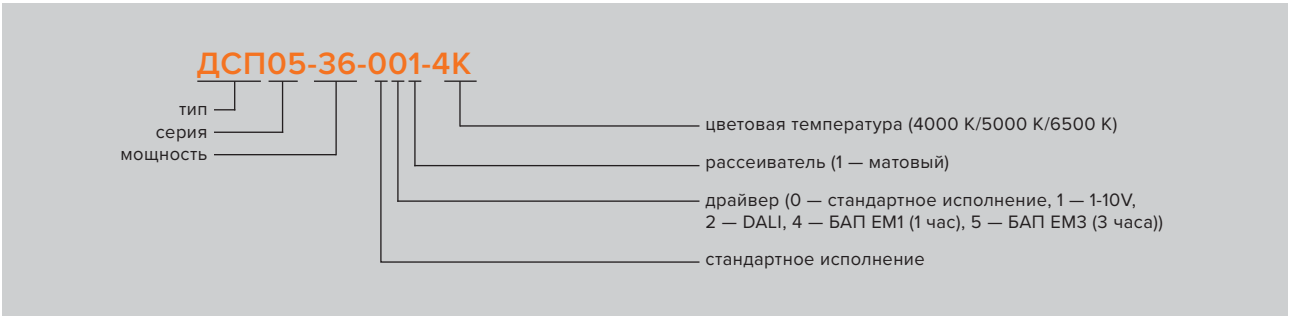 ДСП05-36-001-4К
тип
серия
мощность
цветовая температура (4000 К/5000 К/6500 К)
рассеиватель (1 — матовый)
драйвер (0 — стандартное исполнение, 1 — 1-10V,
2 — DALI, 4 — БАП ЕМ1 (1 час), 5 — БАП ЕМ3 (3 часа))
стандартное исполнение